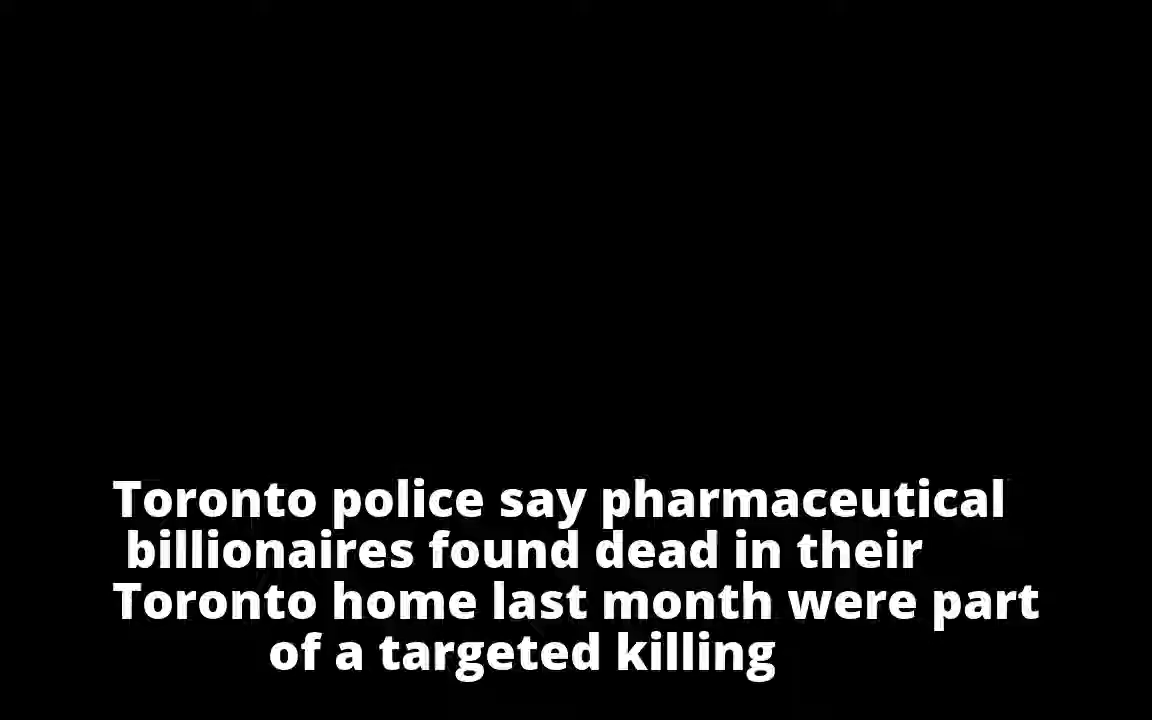 Toronto police say pharmaceutical
billionaires found dead in their
Toronto home last month were part
of a targeted killing